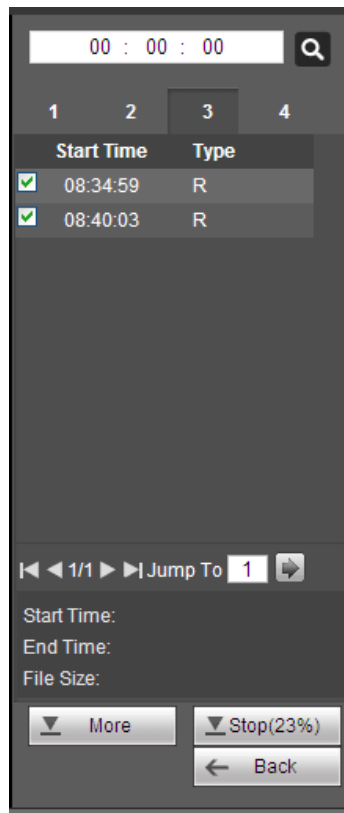 00 : 00 : 00
1 2 3 4
Start Time Type
08:34:59 R
08:40:03 R
1/1 Jump To 1
Start Time:
End Time:
File Size:
More Stop(23%)
Back